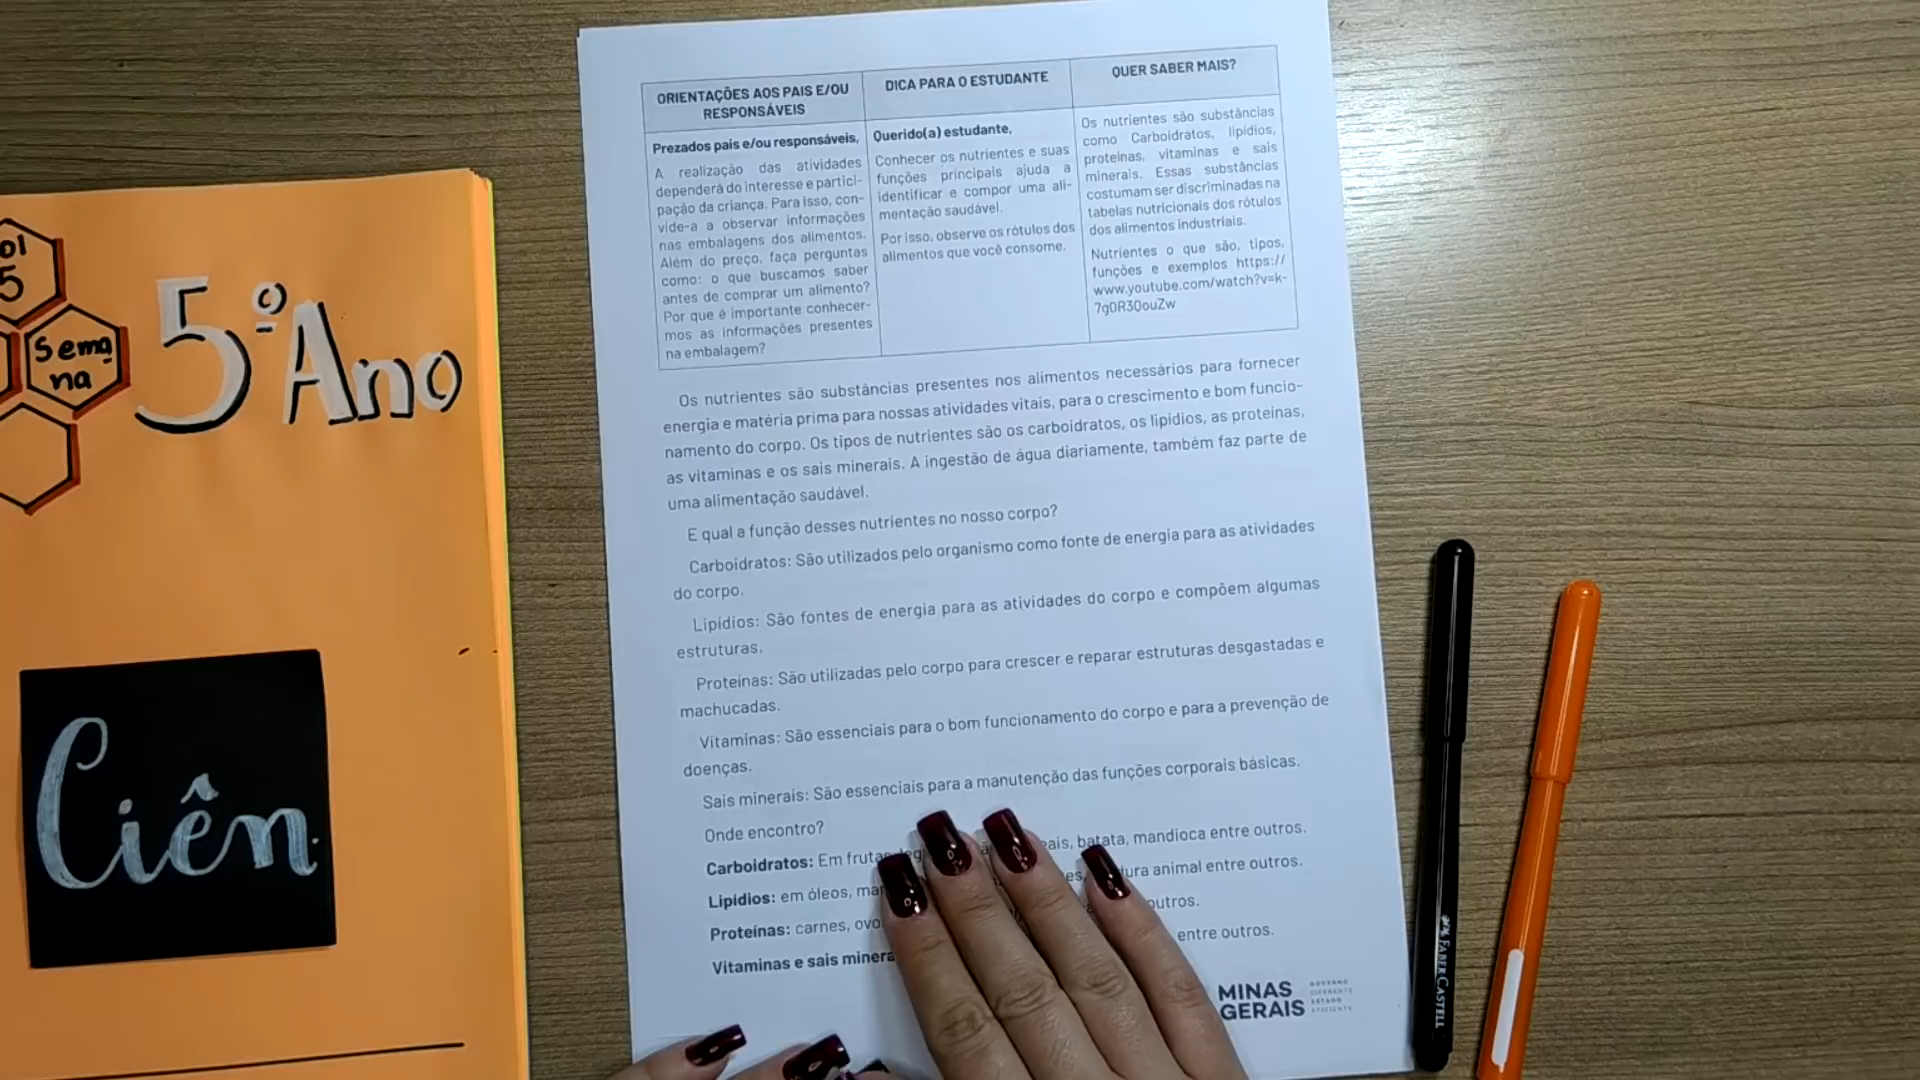 ol
5
Sema
na
5º Ano
Ciên.
ORIENTAÇÕES AOS PAIS E/OU
RESPONSÁVEIS
Prezados pais e/ou responsáveis,
A realização das atividades
dependerá do interesse e partici-
pação da criança. Para isso, con-
vide-a a observar informações
nas embalagens dos alimentos.
Além do preço, faça perguntas
como: o que buscamos saber
antes de comprar um alimento?
Por que é importante conhecer-
mos as informações presentes
na embalagem?
DICA PARA O ESTUDANTE
Querido(a) estudante,
Conhecer os nutrientes e suas
funções principais ajuda a
identificar e compor uma ali-
mentação saudável.
Por isso, observe os rótulos dos
alimentos que você consome.
QUER SABER MAIS?
Os nutrientes são substâncias
como Carboidratos, lipídios,
proteínas, vitaminas e sais
minerais. Essas substâncias
costumam ser discriminadas na
tabelas nutricionais dos rótulos
dos alimentos industriais.
Nutrientes o que são, tipos,
funções e exemplos https://
www.youtube.com/watch?v=k-
7g0R30ouZw
Os nutrientes são substâncias presentes nos alimentos necessários para fornecer
energia e matéria prima para nossas atividades vitais, para o crescimento e bom funcio-
namento do corpo. Os tipos de nutrientes são os carboidratos, os lipídios, as proteínas,
as vitaminas e os sais minerais. A ingestão de água diariamente, também faz parte de
uma alimentação saudável.
E qual a função desses nutrientes no nosso corpo?
Carboidratos: São utilizados pelo organismo como fonte de energia para as atividades
do corpo.
Lipídios: São fontes de energia para as atividades do corpo e compõem algumas
estruturas.
Proteínas: São utilizadas pelo corpo para crescer e reparar estruturas desgastadas e
machucadas.
Vitaminas: São essenciais para o bom funcionamento do corpo e para a prevenção de
doenças.
Sais minerais: São essenciais para a manutenção das funções corporais básicas.
Onde encontro?
Carboidratos: Em frutas, batata, mandioca entre outros.
Lipídios: em óleos, animal entre outros.
Proteínas: carnes, outros.
Vitaminas e sais entre outros.
MINAS
GERAIS
GOVERNO
DIFERENTE
ESTADO
EFICIENTE
FABER CASTELL